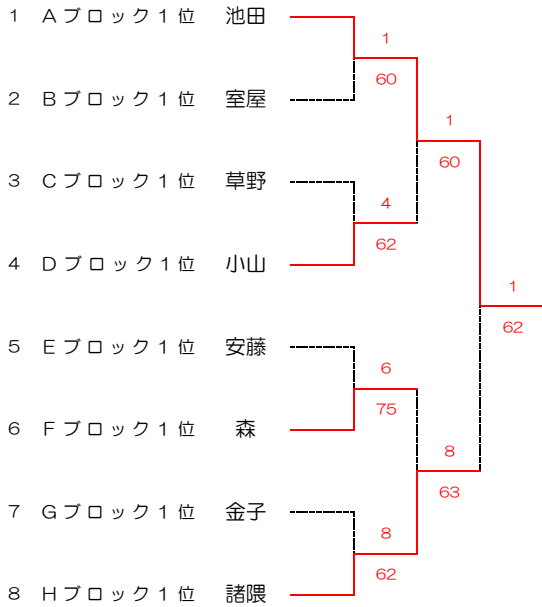 1 Aブロック1位 池田
1
60
2 Bブロック1位 室屋
1
60
3 Cブロック1位 草野
4
62
4 Dブロック1位 小山
1
62
5 Eブロック1位 安藤
6
75
6 Fブロック1位 森
8
63
7 Gブロック1位 金子
8
62
8 Hブロック1位 諸隈